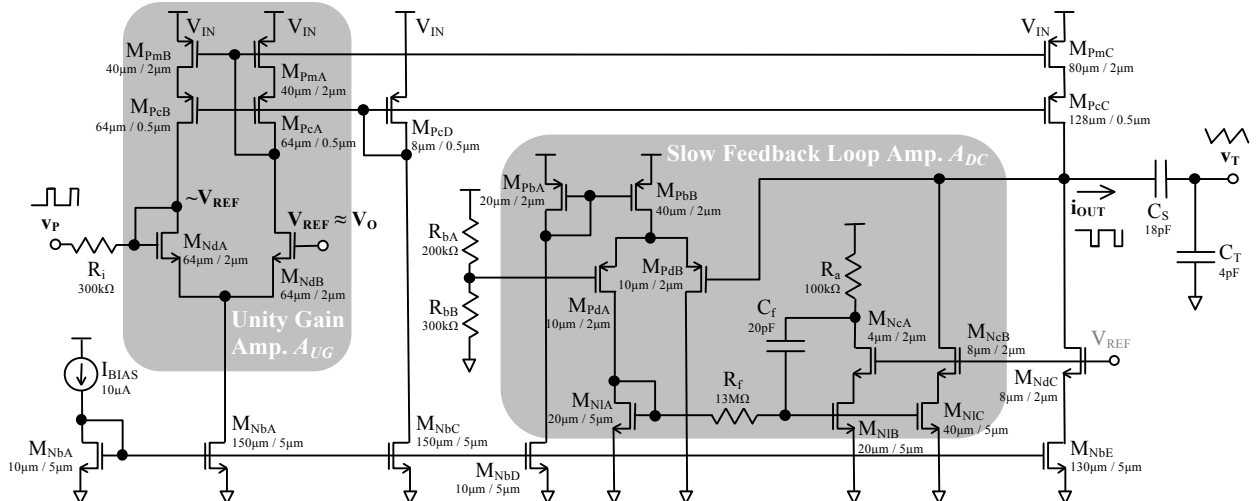 V_IN V_IN V_IN V_IN
M_PmB
40μm / 2μm
M_PmA
40μm / 2μm
M_PmC
80μm / 2μm
M_PcB
64μm / 0.5μm
M_PcA
64μm / 0.5μm
M_PcD
8μm / 0.5μm
M_PcC
128μm / 0.5μm
Slow Feedback Loop Amp. A_DC
M_PbA
20μm / 2μm
M_PbB
40μm / 2μm
v_T
~V_REF
V_REF ≈ V_O
v_P
R_i
300kΩ
M_NdA
64μm / 2μm
M_NdB
64μm / 2μm
R_bA
200kΩ
R_bB
300kΩ
M_PdB
10μm / 2μm
M_PdA
10μm / 2μm
R_a
100kΩ
i_OUT
C_S
18pF
C_T
4pF
Unity Gain
Amp. A_UG
C_f
20pF
M_NcA
4μm / 2μm
M_NcB
8μm / 2μm
V_REF
M_NdC
8μm / 2μm
I_BIAS
10μA
R_f
13MΩ
M_NlA
20μm / 5μm
M_NlB
20μm / 5μm
M_NlC
40μm / 5μm
M_NbA
10μm / 5μm
M_NbA
150μm / 5μm
M_NbC
150μm / 5μm
M_NbD
10μm / 5μm
M_NbE
130μm / 5μm